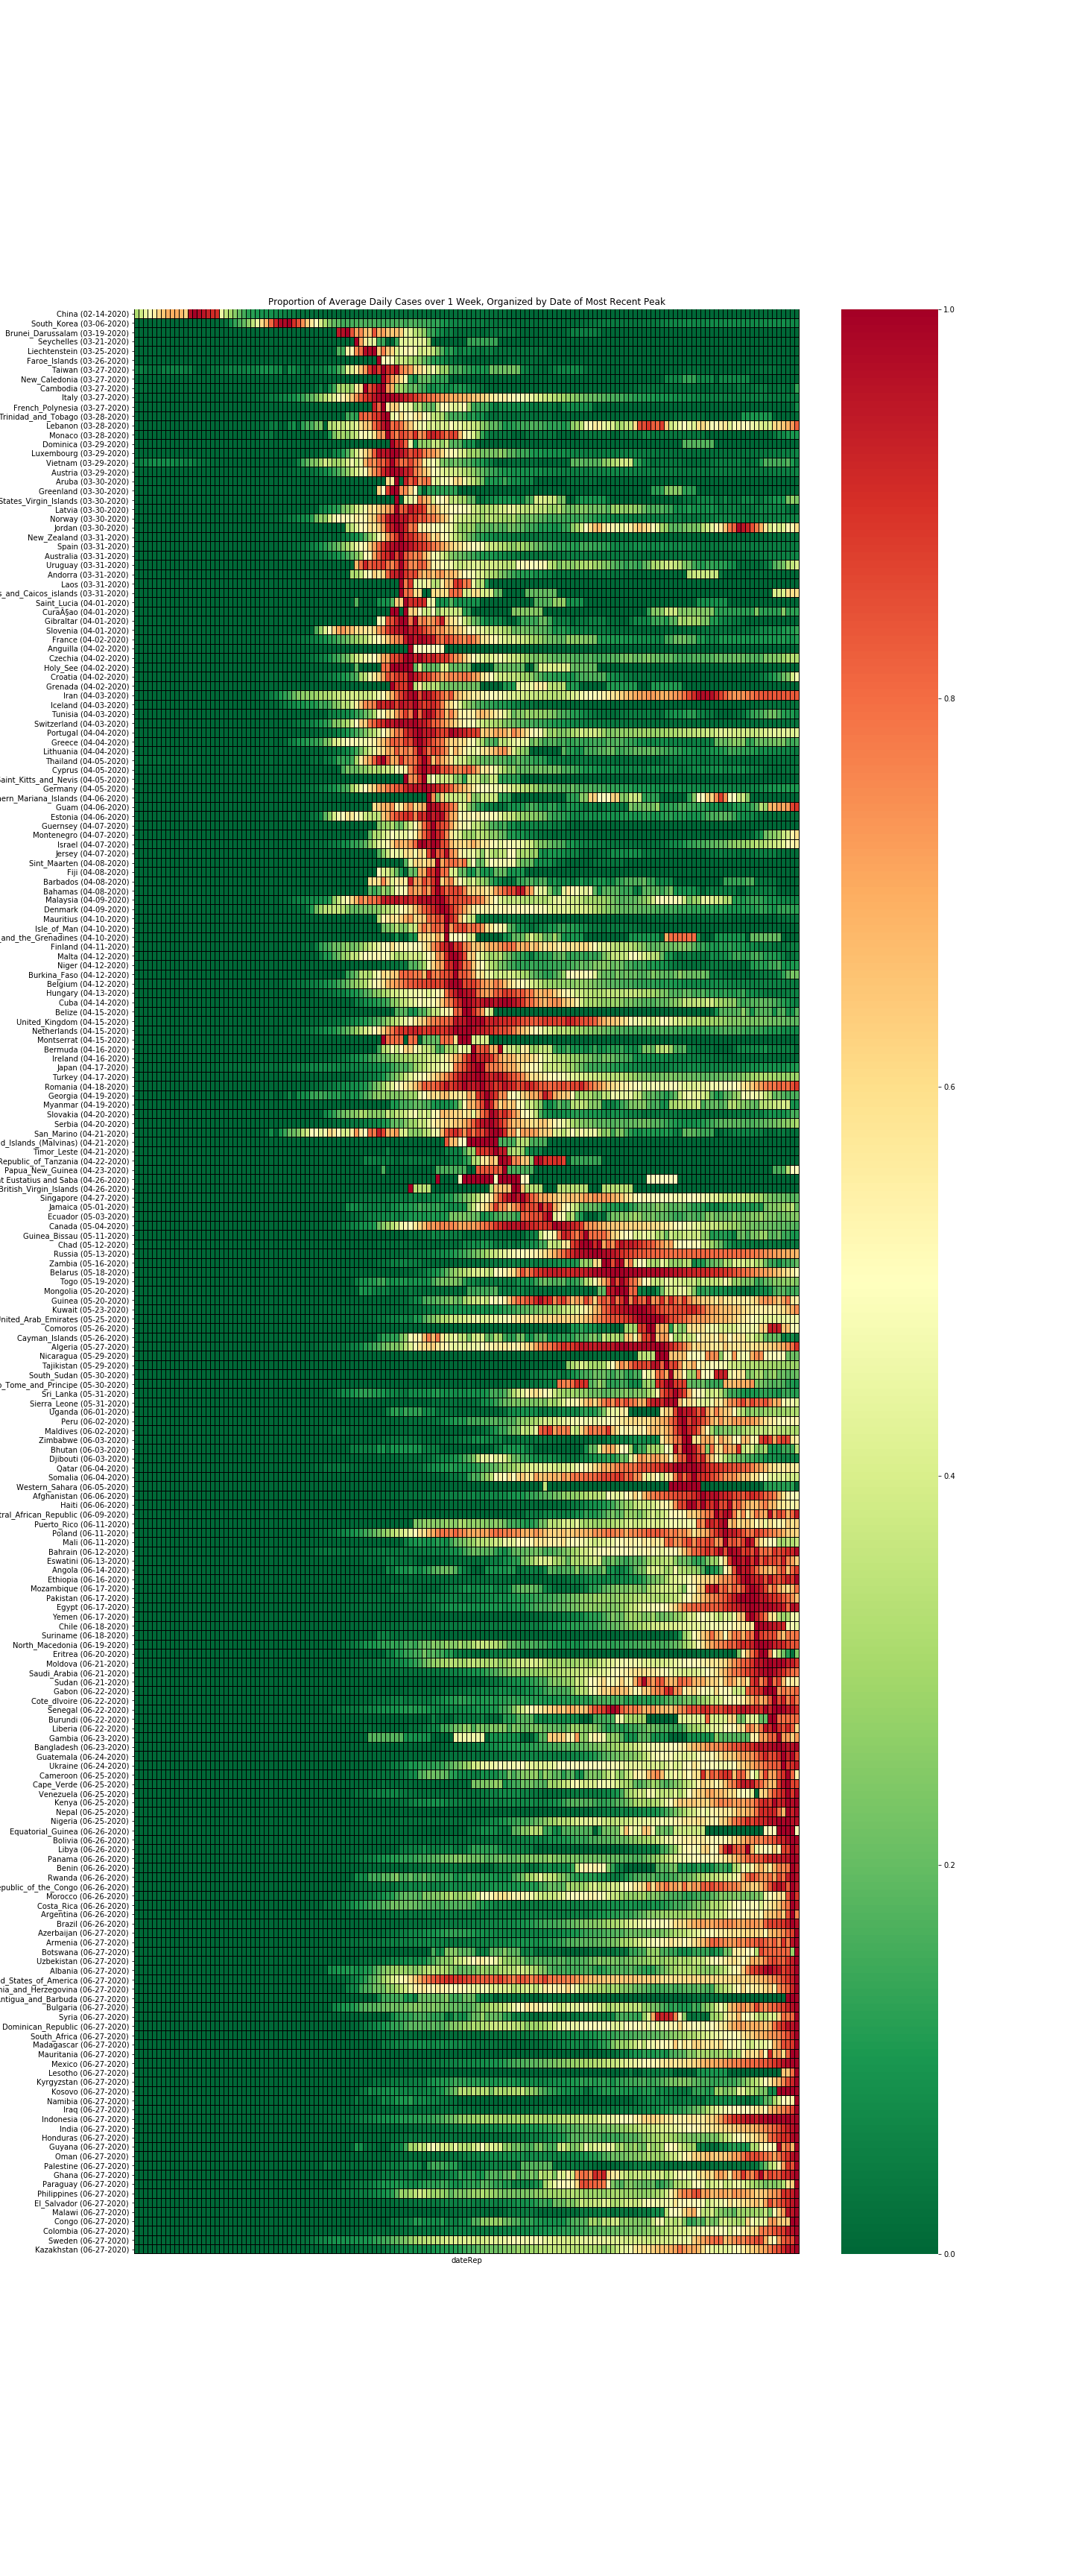 Proportion of Average Daily Cases over 1 Week, Organized by Date of Most Recent Peak
China (02-14-2020)
South_Korea (03-06-2020)
Brunei_Darussalam (03-19-2020)
Seychelles (03-21-2020)
Liechtenstein (03-25-2020)
Faroe_Islands (03-26-2020)
Taiwan (03-27-2020)
New_Caledonia (03-27-2020)
Cambodia (03-27-2020)
Italy (03-27-2020)
French_Polynesia (03-27-2020)
Trinidad_and_Tobago (03-28-2020)
Lebanon (03-28-2020)
Monaco (03-28-2020)
Dominica (03-29-2020)
Luxembourg (03-29-2020)
Vietnam (03-29-2020)
Austria (03-29-2020)
Aruba (03-30-2020)
Greenland (03-30-2020)
States_Virgin_Islands (03-30-2020)
Latvia (03-30-2020)
Norway (03-30-2020)
Jordan (03-30-2020)
New_Zealand (03-31-2020)
Spain (03-31-2020)
Australia (03-31-2020)
Uruguay (03-31-2020)
Andorra (03-31-2020)
Laos (03-31-2020)
s_and_Caicos_islands (03-31-2020)
Saint_Lucia (04-01-2020)
CuraÃ§ao (04-01-2020)
Gibraltar (04-01-2020)
Slovenia (04-01-2020)
France (04-02-2020)
Anguilla (04-02-2020)
Czechia (04-02-2020)
Holy_See (04-02-2020)
Croatia (04-02-2020)
Grenada (04-02-2020)
Iran (04-03-2020)
Iceland (04-03-2020)
Tunisia (04-03-2020)
Switzerland (04-03-2020)
Portugal (04-04-2020)
Greece (04-04-2020)
Lithuania (04-04-2020)
Thailand (04-05-2020)
Cyprus (04-05-2020)
Saint_Kitts_and_Nevis (04-05-2020)
Germany (04-05-2020)
ern_Mariana_Islands (04-06-2020)
Guam (04-06-2020)
Estonia (04-06-2020)
Guernsey (04-07-2020)
Montenegro (04-07-2020)
Israel (04-07-2020)
Jersey (04-07-2020)
Sint_Maarten (04-08-2020)
Fiji (04-08-2020)
Barbados (04-08-2020)
Bahamas (04-08-2020)
Malaysia (04-09-2020)
Denmark (04-09-2020)
Mauritius (04-10-2020)
Isle_of_Man (04-10-2020)
_and_the_Grenadines (04-10-2020)
Finland (04-11-2020)
Malta (04-12-2020)
Niger (04-12-2020)
Burkina_Faso (04-12-2020)
Belgium (04-12-2020)
Hungary (04-13-2020)
Cuba (04-14-2020)
Belize (04-15-2020)
United_Kingdom (04-15-2020)
Netherlands (04-15-2020)
Montserrat (04-15-2020)
Bermuda (04-16-2020)
Ireland (04-16-2020)
Japan (04-17-2020)
Turkey (04-17-2020)
Romania (04-18-2020)
Georgia (04-19-2020)
Myanmar (04-19-2020)
Slovakia (04-20-2020)
Serbia (04-20-2020)
San_Marino (04-21-2020)
d_Islands_(Malvinas) (04-21-2020)
Timor_Leste (04-21-2020)
Republic_of_Tanzania (04-22-2020)
Papua_New_Guinea (04-23-2020)
t Eustatius and Saba (04-26-2020)
British_Virgin_Islands (04-26-2020)
Singapore (04-27-2020)
Jamaica (05-01-2020)
Ecuador (05-03-2020)
Canada (05-04-2020)
Guinea_Bissau (05-11-2020)
Chad (05-12-2020)
Russia (05-13-2020)
Zambia (05-16-2020)
Belarus (05-18-2020)
Togo (05-19-2020)
Mongolia (05-20-2020)
Guinea (05-20-2020)
Kuwait (05-23-2020)
United_Arab_Emirates (05-25-2020)
Comoros (05-26-2020)
Cayman_Islands (05-26-2020)
Algeria (05-27-2020)
Nicaragua (05-29-2020)
Tajikistan (05-29-2020)
South_Sudan (05-30-2020)
o_Tome_and_Principe (05-30-2020)
Sri_Lanka (05-31-2020)
Sierra_Leone (05-31-2020)
Uganda (06-01-2020)
Peru (06-02-2020)
Maldives (06-02-2020)
Zimbabwe (06-03-2020)
Bhutan (06-03-2020)
Djibouti (06-03-2020)
Qatar (06-04-2020)
Somalia (06-04-2020)
Western_Sahara (06-05-2020)
Afghanistan (06-06-2020)
Haiti (06-06-2020)
tral_African_Republic (06-09-2020)
Puerto_Rico (06-11-2020)
Poland (06-11-2020)
Mali (06-11-2020)
Bahrain (06-12-2020)
Eswatini (06-13-2020)
Angola (06-14-2020)
Ethiopia (06-16-2020)
Mozambique (06-17-2020)
Pakistan (06-17-2020)
Egypt (06-17-2020)
Yemen (06-17-2020)
Chile (06-18-2020)
Suriname (06-18-2020)
North_Macedonia (06-19-2020)
Eritrea (06-20-2020)
Moldova (06-21-2020)
Saudi_Arabia (06-21-2020)
Sudan (06-21-2020)
Gabon (06-22-2020)
Cote_dIvoire (06-22-2020)
Senegal (06-22-2020)
Burundi (06-22-2020)
Liberia (06-22-2020)
Gambia (06-23-2020)
Bangladesh (06-23-2020)
Guatemala (06-24-2020)
Ukraine (06-24-2020)
Cameroon (06-25-2020)
Cape_Verde (06-25-2020)
Venezuela (06-25-2020)
Kenya (06-25-2020)
Nepal (06-25-2020)
Nigeria (06-25-2020)
Equatorial_Guinea (06-26-2020)
Bolivia (06-26-2020)
Libya (06-26-2020)
Panama (06-26-2020)
Benin (06-26-2020)
Rwanda (06-26-2020)
epublic_of_the_Congo (06-26-2020)
Morocco (06-26-2020)
Costa_Rica (06-26-2020)
Argentina (06-26-2020)
Brazil (06-26-2020)
Azerbaijan (06-27-2020)
Armenia (06-27-2020)
Botswana (06-27-2020)
Uzbekistan (06-27-2020)
Albania (06-27-2020)
d_States_of_America (06-27-2020)
nia_and_Herzegovina (06-27-2020)
Antigua_and_Barbuda (06-27-2020)
Bulgaria (06-27-2020)
Syria (06-27-2020)
Dominican_Republic (06-27-2020)
South_Africa (06-27-2020)
Madagascar (06-27-2020)
Mauritania (06-27-2020)
Mexico (06-27-2020)
Lesotho (06-27-2020)
Kyrgyzstan (06-27-2020)
Kosovo (06-27-2020)
Namibia (06-27-2020)
Iraq (06-27-2020)
Indonesia (06-27-2020)
India (06-27-2020)
Honduras (06-27-2020)
Guyana (06-27-2020)
Oman (06-27-2020)
Palestine (06-27-2020)
Ghana (06-27-2020)
Paraguay (06-27-2020)
Philippines (06-27-2020)
El_Salvador (06-27-2020)
Malawi (06-27-2020)
Congo (06-27-2020)
Colombia (06-27-2020)
Sweden (06-27-2020)
Kazakhstan (06-27-2020)
dateRep
1.0
0.8
0.6
0.4
0.2
0.0